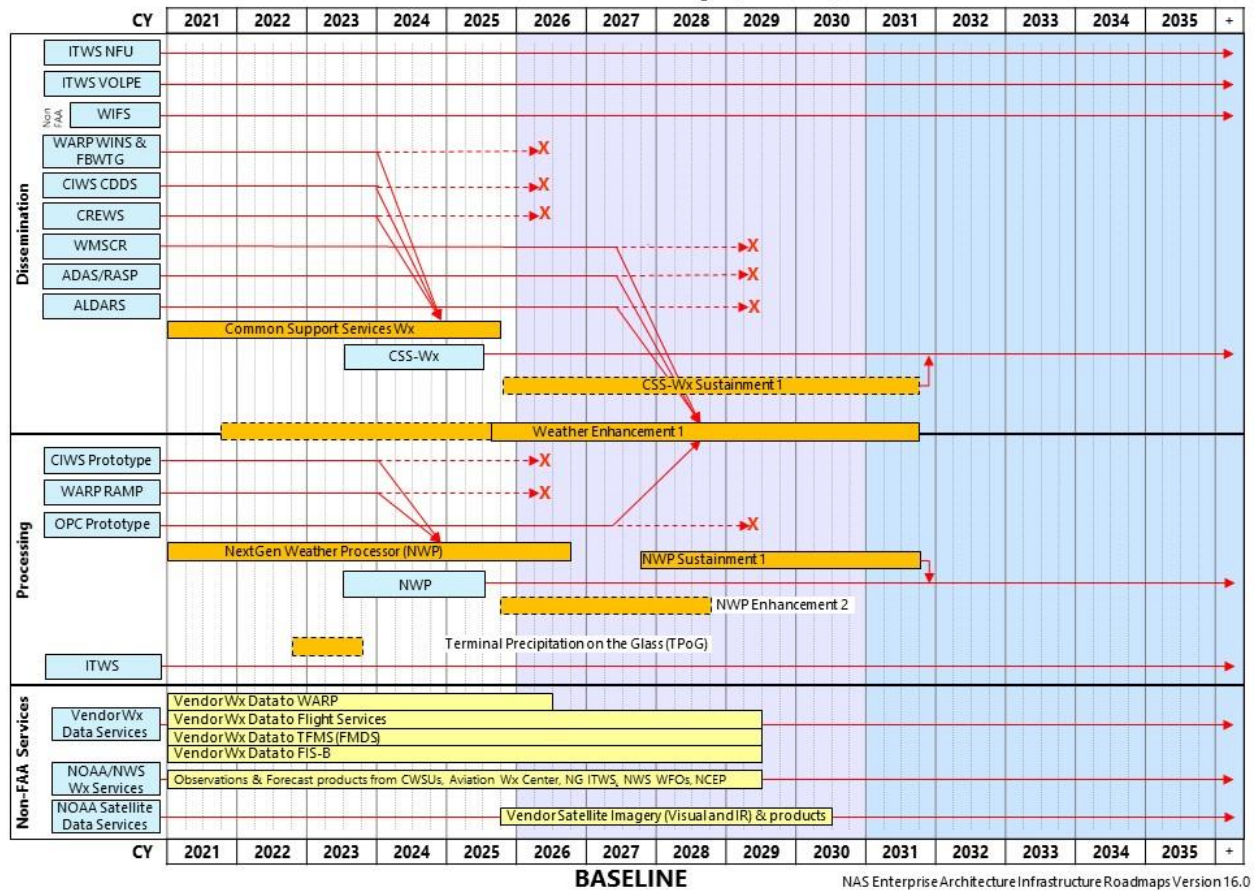 CY 2021 2022 2023 2024 2025 2026 2027 2028 2029 2030 2031 2032 2033 2034 2035 +
Dissemination
ITWS NFU
ITWS VOLPE
Non
FAA
WIFS
WARP WINS &
FBWTG
X
CIWS CDDS
X
CREWS
X
WMSCR
X
ADAS/RASP
X
ALDARS
X
Common Support Services Wx
CSS-Wx
CSS-Wx Sustainment 1
Weather Enhancement 1
Processing
CIWS Prototype
X
WARP RAMP
X
OPC Prototype
X
NextGen Weather Processor (NWP)
NWP Sustainment 1
NWP
NWP Enhancement 2
Terminal Precipitation on the Glass (TPoG)
ITWS
Non-FAA Services
Vendor Wx
Data Services
Vendor Wx Data to WARP
Vendor Wx Data to Flight Services
Vendor Wx Data to TFMS (FMDS)
Vendor Wx Data to FIS-B
NOAA/NWS
Wx Services
Observations & Forecast products from CWSUs, Aviation Wx Center, NG ITWS, NWS WFOs, NCEP
NOAA Satellite
Data Services
Vendor Satellite Imagery (Visual and IR) & products
CY 2021 2022 2023 2024 2025 2026 2027 2028 2029 2030 2031 2032 2033 2034 2035 +
BASELINE
NAS Enterprise Architecture Infrastructure Roadmaps Version 16.0